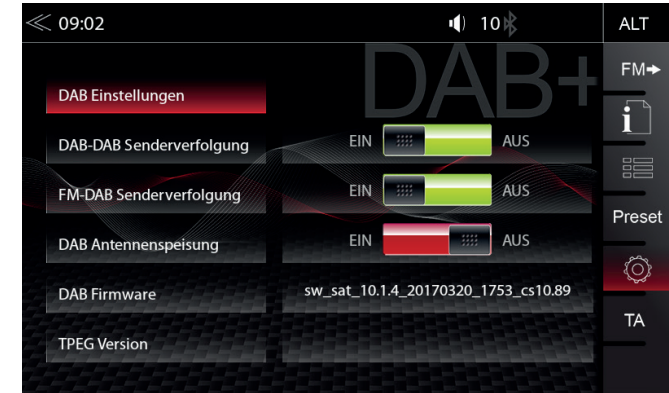 09:02
10
ALT
DAB+
FM
DAB Einstellungen
i
DAB-DAB Senderverfolgung
EIN
AUS
FM-DAB Senderverfolgung
EIN
AUS
Preset
DAB Antennenspeisung
EIN
AUS
DAB Firmware
sw_sat_10.1.4_20170320_1753_cs10.89
TA
TPEG Version